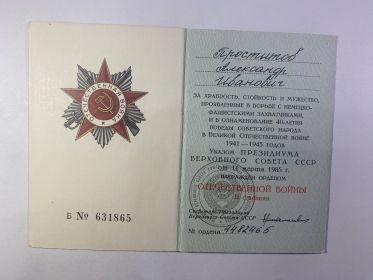 ОТЕЧЕСТВЕННАЯ ВОЙНА
Б № 631865
Александр
Иванович
ЗА ХРАБРОСТЬ, СТОЙКОСТЬ И МУЖЕСТВО,
ПРОЯВЛЕННЫЕ В БОРЬБЕ С НЕМЕЦКО-
ФАШИСТСКИМИ ЗАХВАТЧИКАМИ,
И В ОЗНАМЕНОВАНИЕ 40-ЛЕТИЯ
ПОБЕДЫ СОВЕТСКОГО НАРОДА
В ВЕЛИКОЙ ОТЕЧЕСТВЕННОЙ ВОЙНЕ
1941—1945 ГОДОВ
УКАЗОМ ПРЕЗИДИУМА
ВЕРХОВНОГО СОВЕТА СССР
ОТ 11 МАРТА 1985 г.
НАГРАЖДЕН ОРДЕНОМ
ОТЕЧЕСТВЕННОЙ ВОЙНЫ
II СТЕПЕНИ
Секретарь Президиума
Верховного Совета СССР
№ ордена